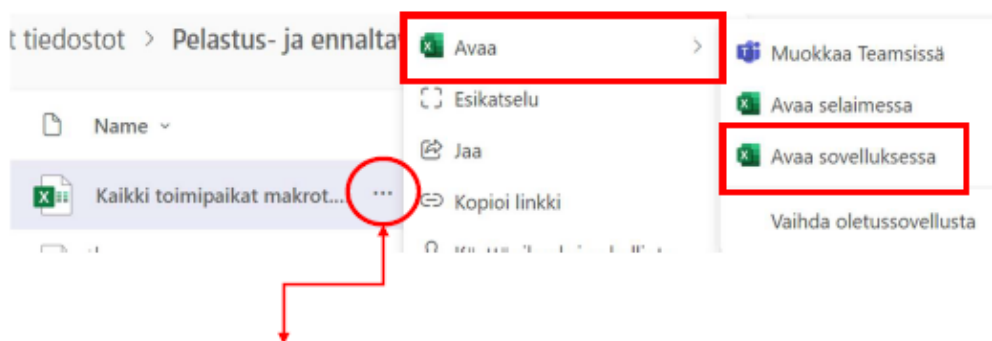 t tiedostot > Pelastus- ja ennalta
Name
Kaikki toimipaikat makrot... ...
Avaa >
Esikatselu
Jaa
Kopioi linkki
Muokkaa Teamsissä
Avaa selaimessa
Avaa sovelluksessa
Vaihda oletussovellusta